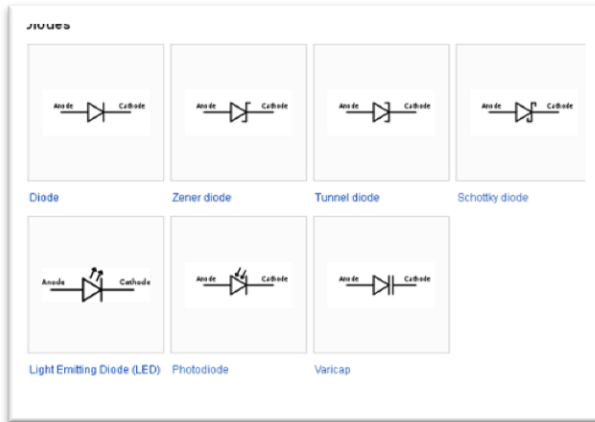 Diodes
Anode Cathode
Anode Cathode
Anode Cathode
Anode Cathode
Diode
Zener diode
Tunnel diode
Schottky diode
Anode Cathode
Anode Cathode
Anode Cathode
Light Emitting Diode (LED)
Photodiode
Varicap